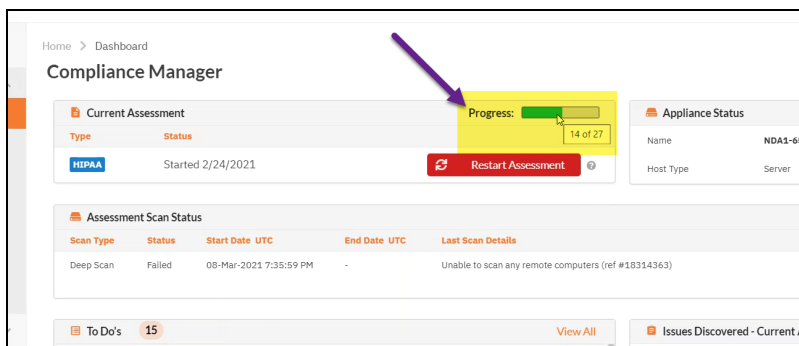 Home > Dashboard
Compliance Manager
Current Assessment
Progress:
14 of 27
Type Status
HIPAA Started 2/24/2021
Restart Assessment
Appliance Status
Name NDA1-6
Host Type Server
Assessment Scan Status
Scan Type Status Start Date UTC End Date UTC Last Scan Details
Deep Scan Failed 08-Mar-2021 7:35:59 PM - Unable to scan any remote computers (ref #18314363)
To Do's 15 View All
Issues Discovered - Current